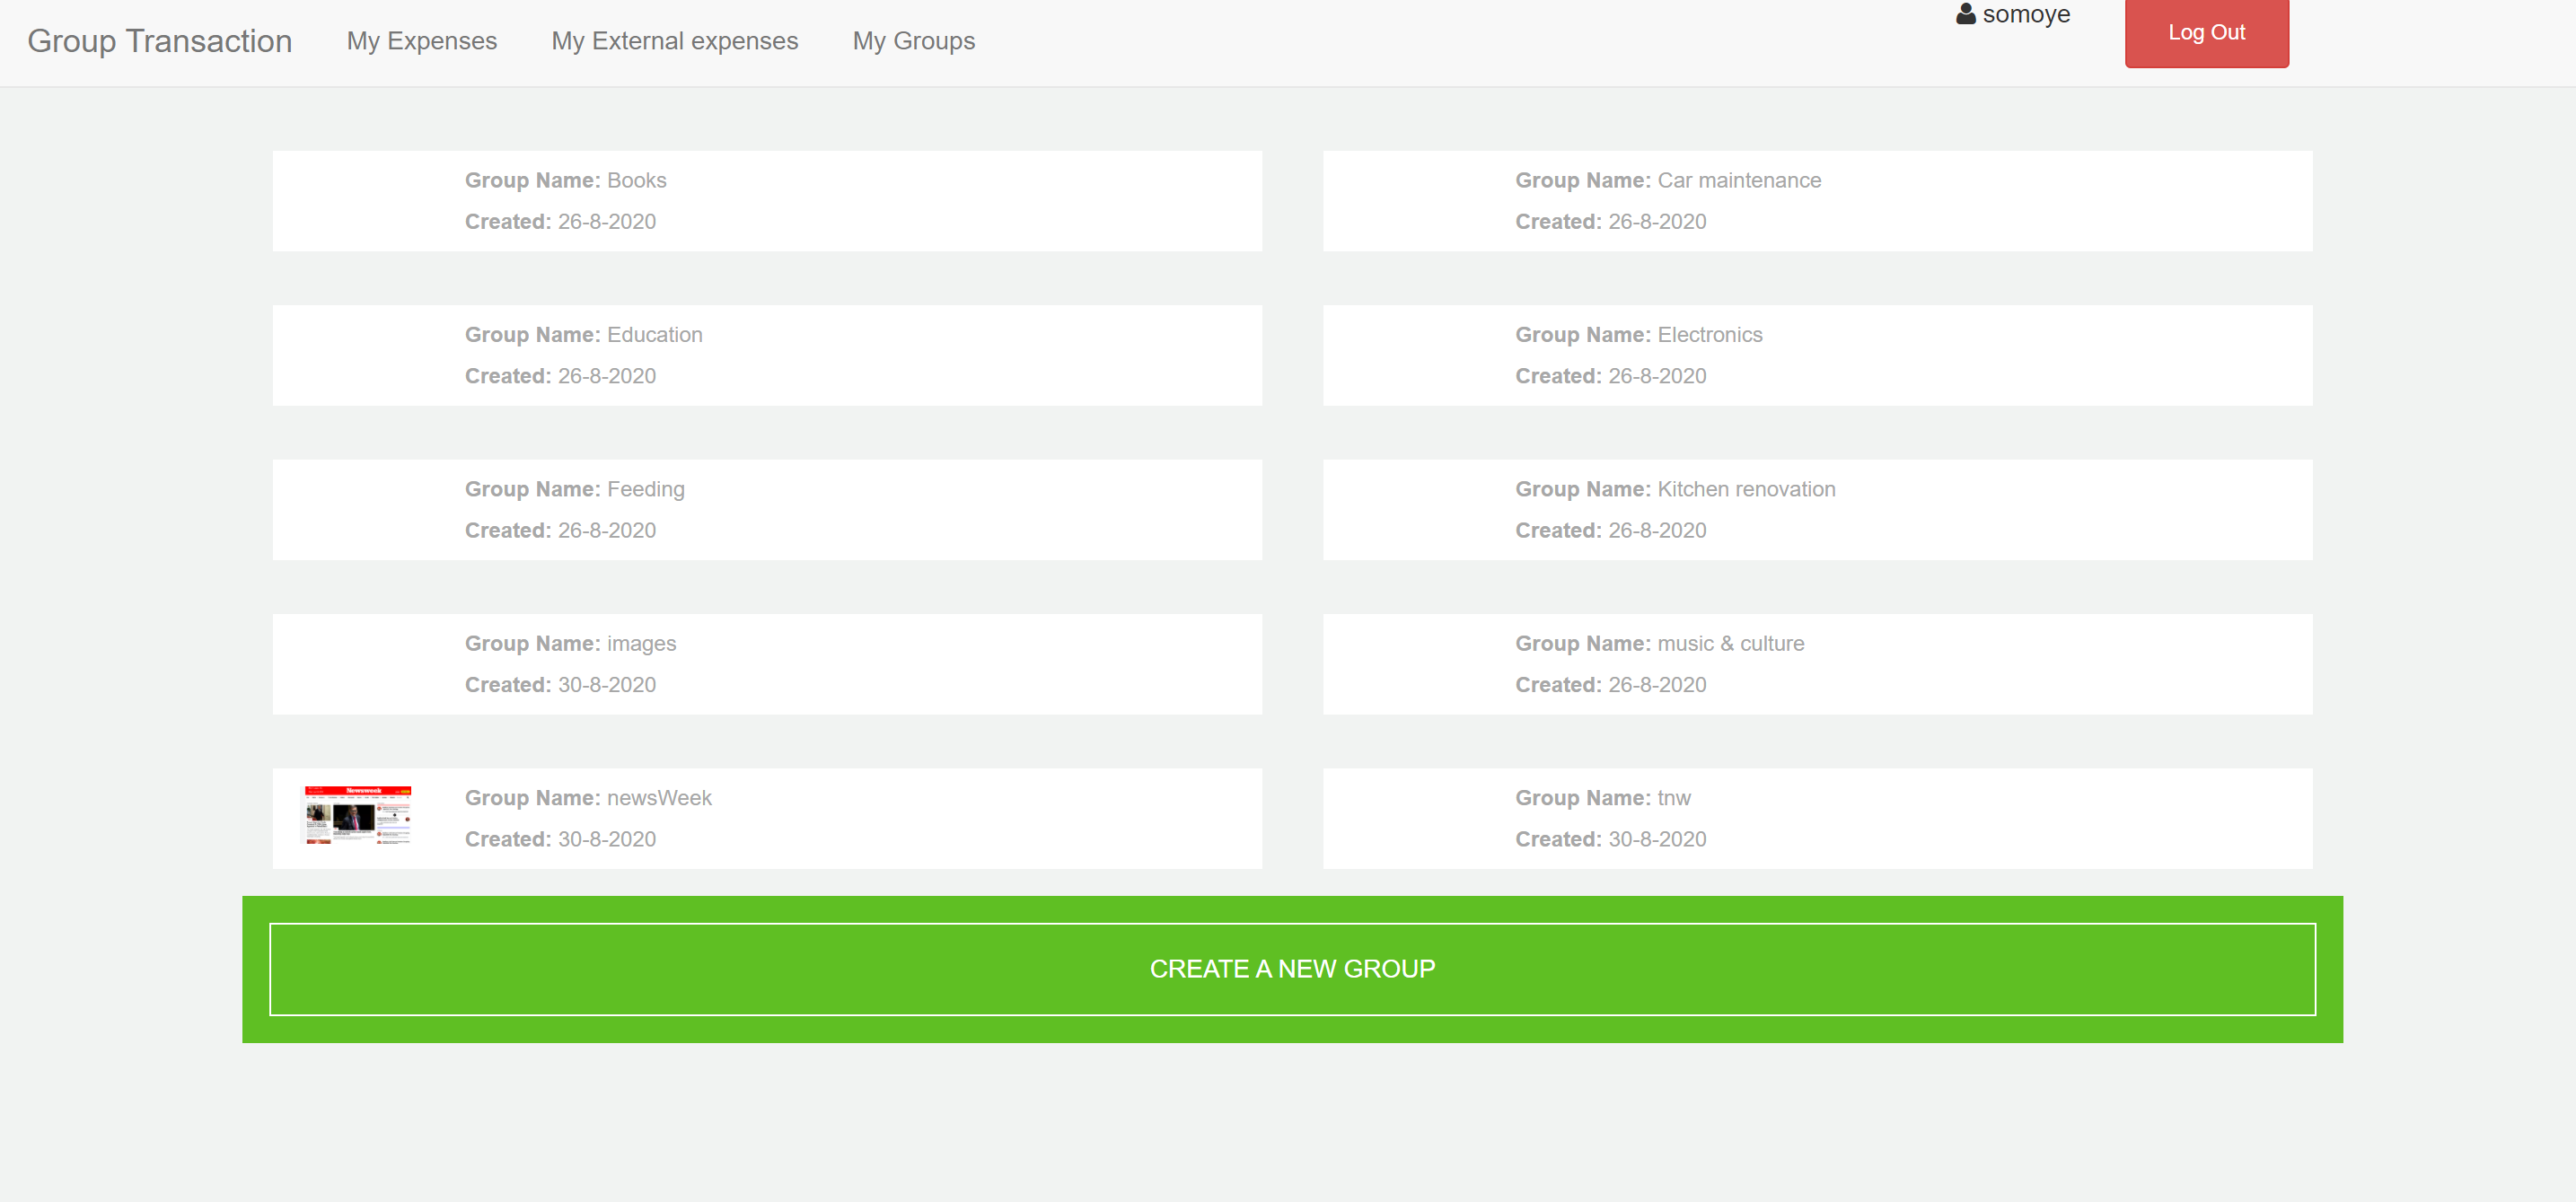 Group Transaction My Expenses My External expenses My Groups somoye Log Out
Group Name: Books
Created: 26-8-2020
Group Name: Car maintenance
Created: 26-8-2020
Group Name: Education
Created: 26-8-2020
Group Name: Electronics
Created: 26-8-2020
Group Name: Feeding
Created: 26-8-2020
Group Name: Kitchen renovation
Created: 26-8-2020
Group Name: images
Created: 30-8-2020
Group Name: music & culture
Created: 26-8-2020
Newsweek
Group Name: newsWeek
Created: 30-8-2020
Group Name: tnw
Created: 30-8-2020
CREATE A NEW GROUP